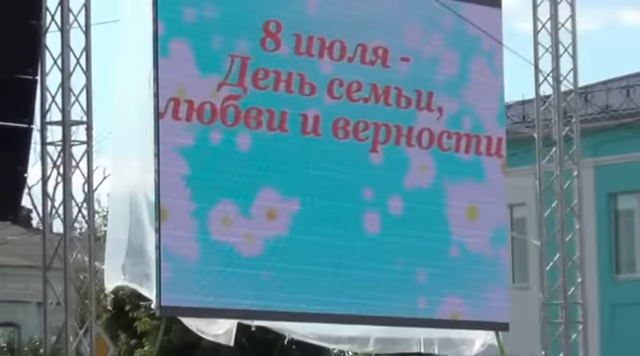 8 июля -
День семьи,
любви и верности